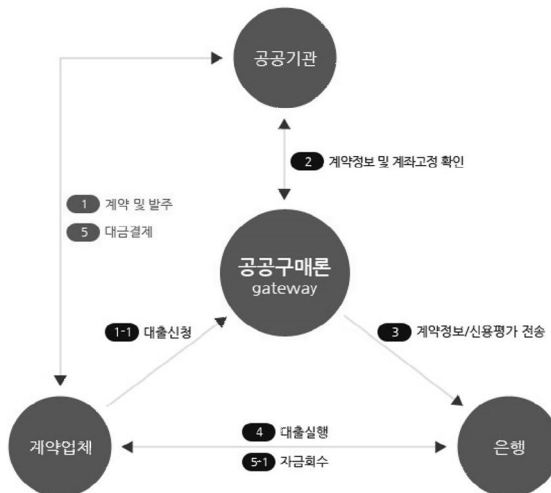 공공기관
2 계약정보 및 계좌고정 확인
1 계약 및 발주
5 대금결제
공공구매론
gateway
1-1 대출신청
3 계약정보/신용평가 전송
계약업체
4 대출실행
5-1 자금회수
은행